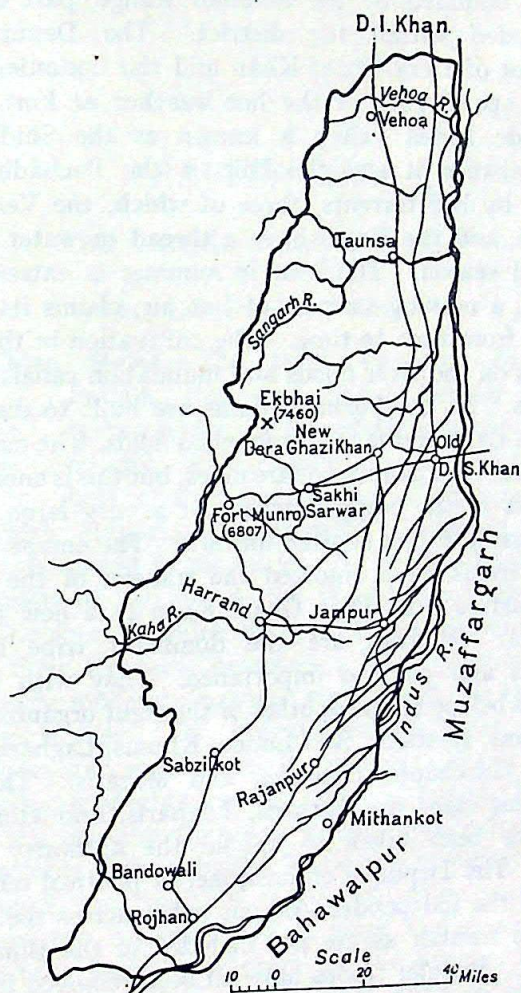 D.I. Khan
Vehoa R.
Vehoa
Taunsa
Sangarh R.
Ekbhai
(7460)
New
Dera Ghazi Khan
Old
D. S. Khan
Sakhi
Sarwar
Fort Munro
(6807)
Harrand
Jampur
Kaha R.
Indus R.
Muzaffargarh
Sabzilkot
Rajanpur
Mithankot
Bandowali
Rojhan
Bahawalpur
Scale
10 0 20 40 Miles